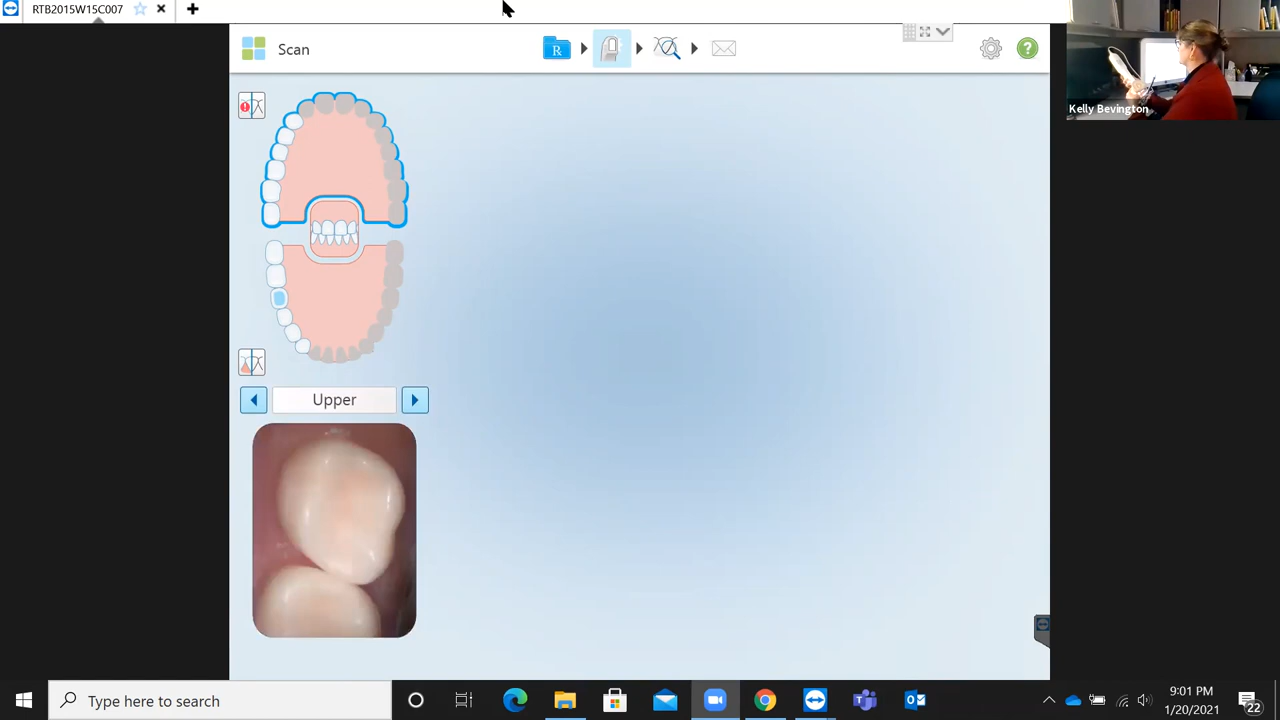 RTB2015W15C007
Scan
R
?
Kelly Bevington
Upper
Type here to search
9:01 PM
1/20/2021
22